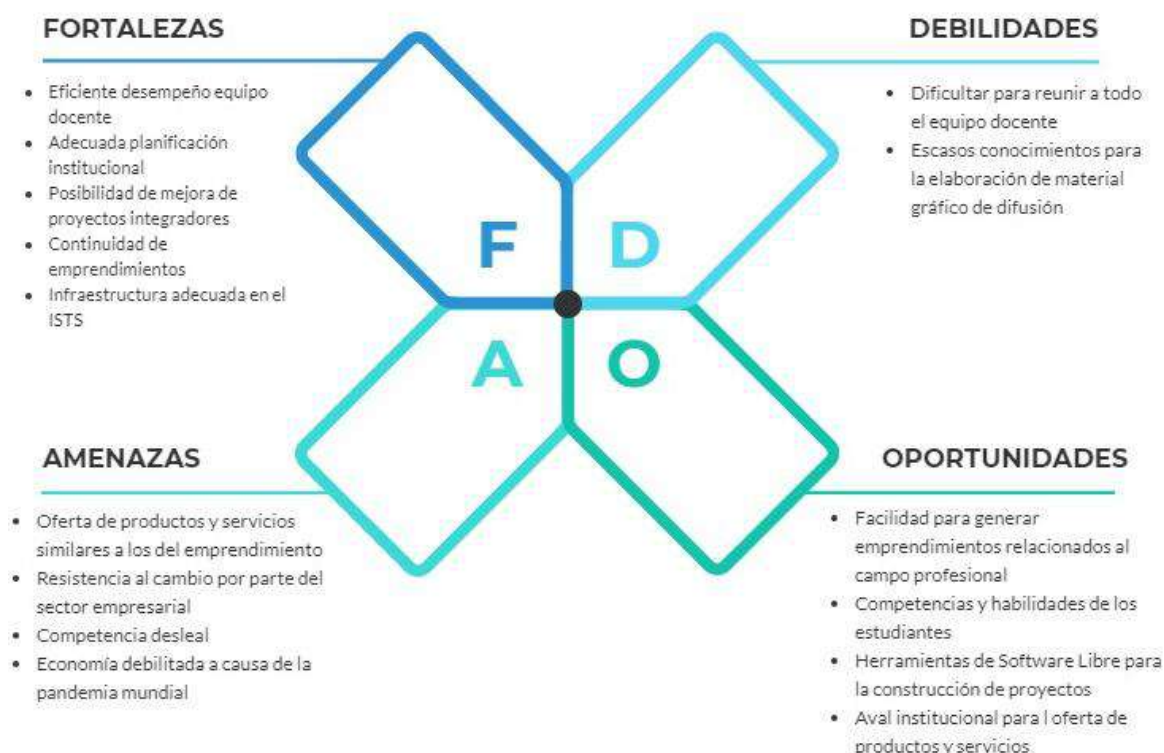 FORTALEZAS
• Eficiente desempeño equipo
docente
• Adecuada planificación
institucional
• Posibilidad de mejora de
proyectos integradores
• Continuidad de
emprendimientos
• Infraestructura adecuada en el
ISTS
DEBILIDADES
• Dificultar para reunir a todo
el equipo docente
• Escasos conocimientos para
la elaboración de material
gráfico de difusión
F D
A O
AMENAZAS
• Oferta de productos y servicios
similares a los del emprendimiento
• Resistencia al cambio por parte del
sector empresarial
• Competencia desleal
• Economía debilitada a causa de la
pandemia mundial
OPORTUNIDADES
• Facilidad para generar
emprendimientos relacionados al
campo profesional
• Competencias y habilidades de los
estudiantes
• Herramientas de Software Libre para
la construcción de proyectos
• Aval institucional para l oferta de
productos y servicios